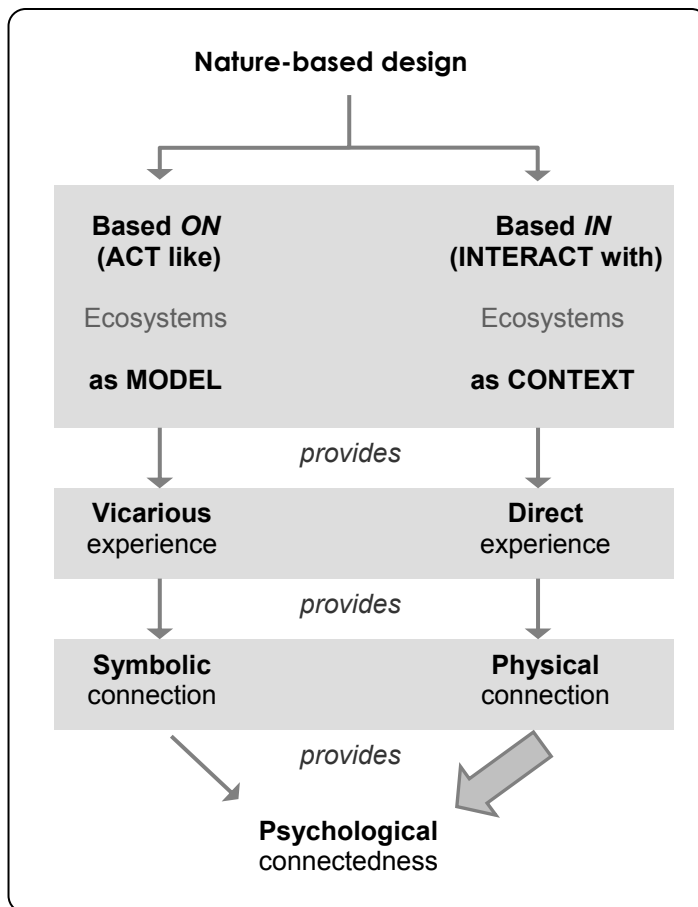 Nature-based design
Based ON
(ACT like)
Ecosystems
as MODEL
Based IN
(INTERACT with)
Ecosystems
as CONTEXT
provides
Vicarious
experience
Direct
experience
provides
Symbolic
connection
Physical
connection
provides
Psychological
connectedness